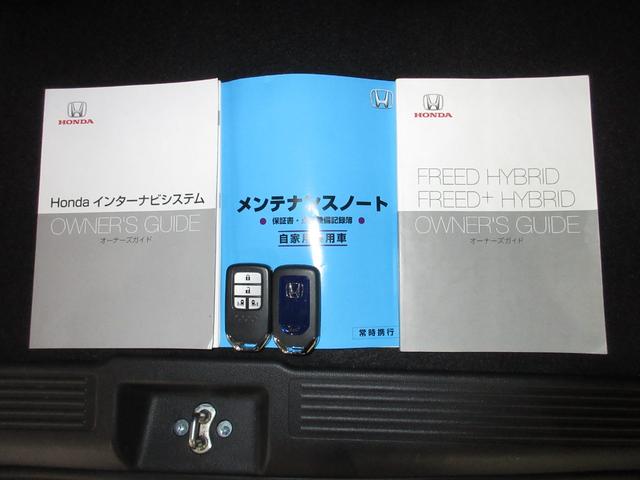 HONDA
Honda インターナビシステム
OWNER'S GUIDE
オーナーズガイド
メンテナンスノート
保証書・ 備記録簿
自家用 用車
常時携行
HONDA
FREED HYBRID
FREED+ HYBRID
OWNER'S GUIDE
オーナーズガイド